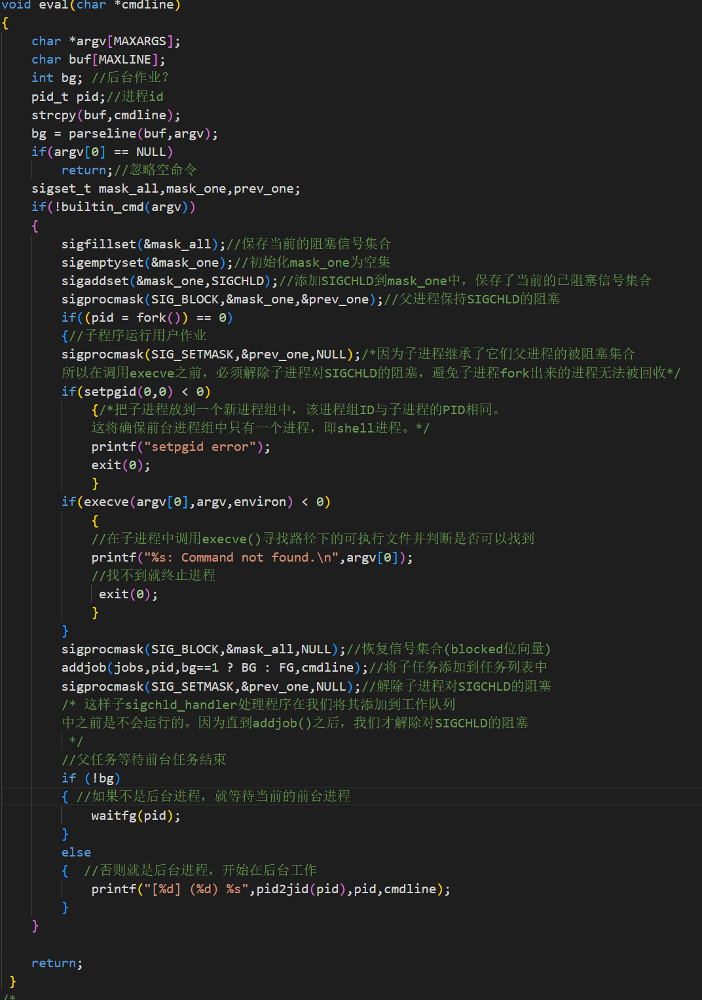 void eval(char *cmdline)
{
    char *argv[MAXARGS];
    char buf[MAXLINE];
    int bg; //后台作业?
    pid_t pid;//进程id
    strcpy(buf,cmdline);
    bg = parseline(buf,argv);
    if(argv[0] == NULL)
        return;//忽略空命令
    sigset_t mask_all,mask_one,prev_one;
    if(!builtin_cmd(argv))
    {
        sigfillset(&mask_all);//保存当前的阻塞信号集合
        sigemptyset(&mask_one);//初始化mask_one为空集
        sigaddset(&mask_one,SIGCHLD);//添加SIGCHLD到mask_one中，保存了当前的已阻塞信号集合
        sigprocmask(SIG_BLOCK,&mask_one,&prev_one);//父进程保持SIGCHLD的阻塞
        if((pid = fork()) == 0)
        {//子程序运行用户作业
        sigprocmask(SIG_SETMASK,&prev_one,NULL);/*因为子进程继承了它们父进程的被阻塞集合
        所以在调用execve之前，必须解除子进程对SIGCHLD的阻塞，避免子进程fork出来的进程无法被回收*/
        if(setpgid(0,0) < 0)
            {/*把子进程放到一个新进程组中，该进程组ID与子进程的PID相同。
            这将确保前台进程组中只有一个进程，即shell进程。*/
            printf("setpgid error");
            exit(0);
            }
        if(execve(argv[0],argv,environ) < 0)
            {
            //在子进程中调用execve()寻找路径下的可执行文件并判断是否可以找到
            printf("%s: Command not found.\n",argv[0]);
            //找不到就终止进程
             exit(0);
            }
        }
        sigprocmask(SIG_BLOCK,&mask_all,NULL);//恢复信号集合(blocked位向量)
        addjob(jobs,pid,bg==1 ? BG : FG,cmdline);//将子任务添加到任务列表中
        sigprocmask(SIG_SETMASK,&prev_one,NULL);//解除子进程对SIGCHLD的阻塞
        /* 这样子sigchld_handler处理程序在我们将其添加到工作队列
        中之前是不会运行的。因为直到addjob()之后，我们才解除对SIGCHLD的阻塞
         */
        //父任务等待前台任务结束
        if (!bg)
        { //如果不是后台进程，就等待当前的前台进程
            waitfg(pid);
        }
        else
        {  //否则就是后台进程，开始在后台工作
            printf("[%d] (%d) %s",pid2jid(pid),pid,cmdline);
        }
    }
    return;
 }
/*